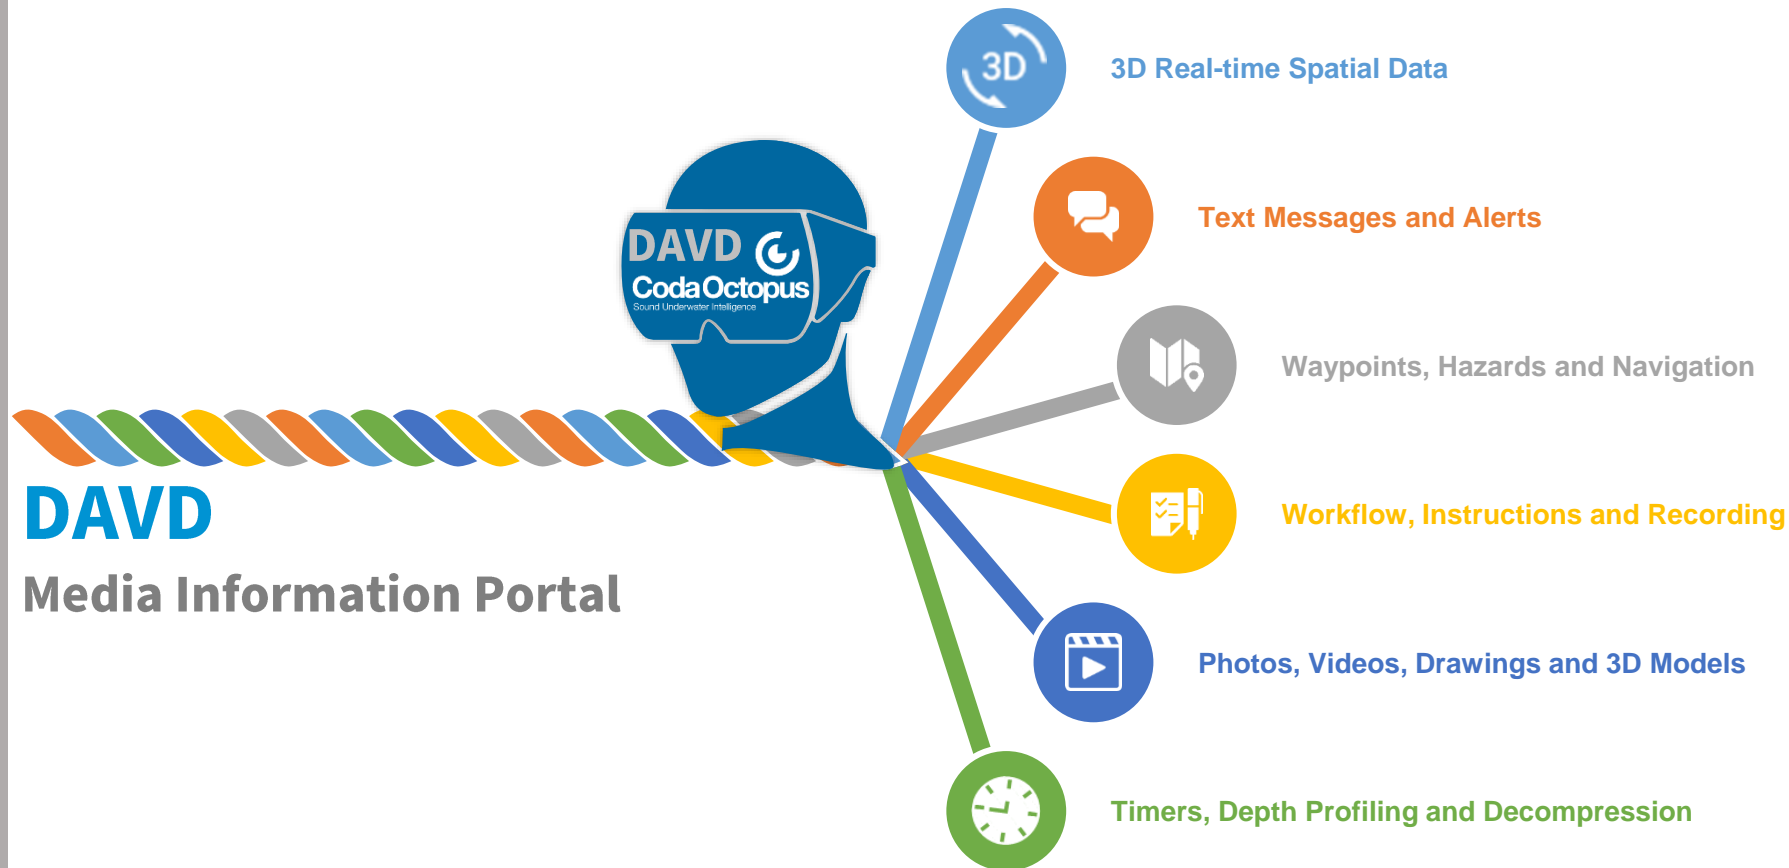 3D
3D Real-time Spatial Data
Text Messages and Alerts
DAVD
CodaOctopus
Sound Underwater Intelligence
Waypoints, Hazards and Navigation
DAVD
Media Information Portal
Workflow, Instructions and Recording
Photos, Videos, Drawings and 3D Models
Timers, Depth Profiling and Decompression